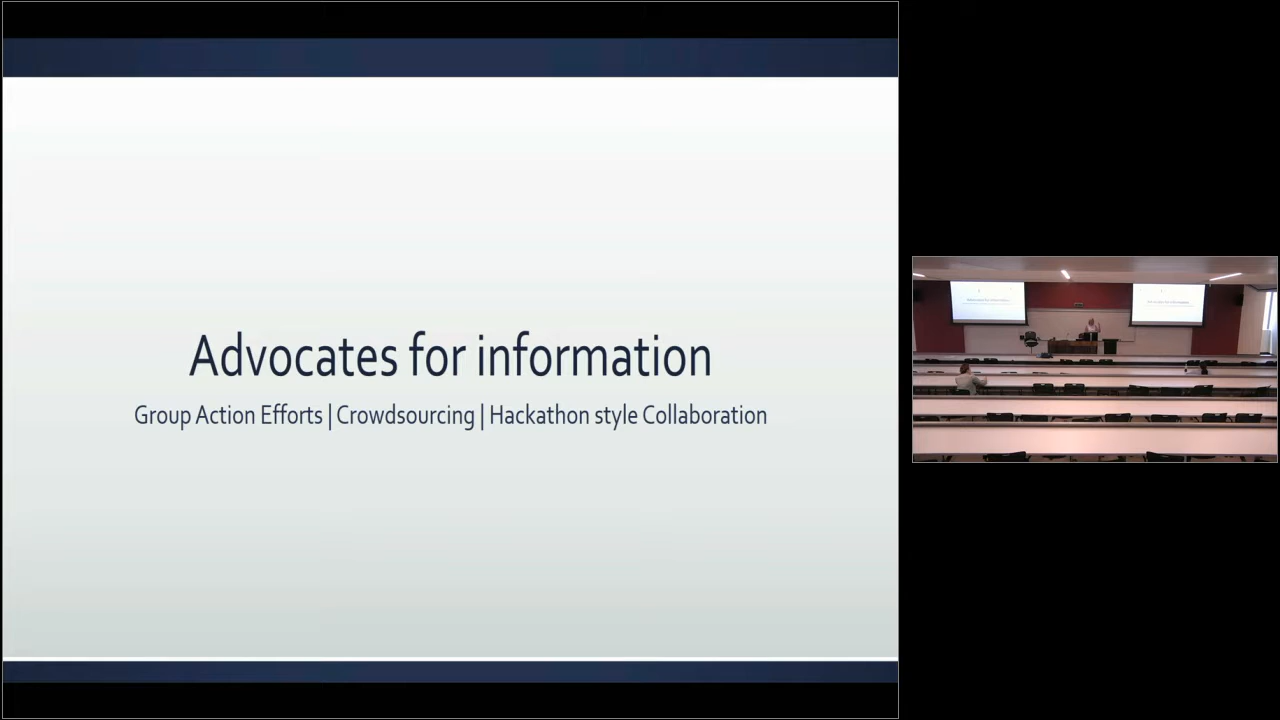 Advocates for information
Group Action Efforts | Crowdsourcing | Hackathon style Collaboration